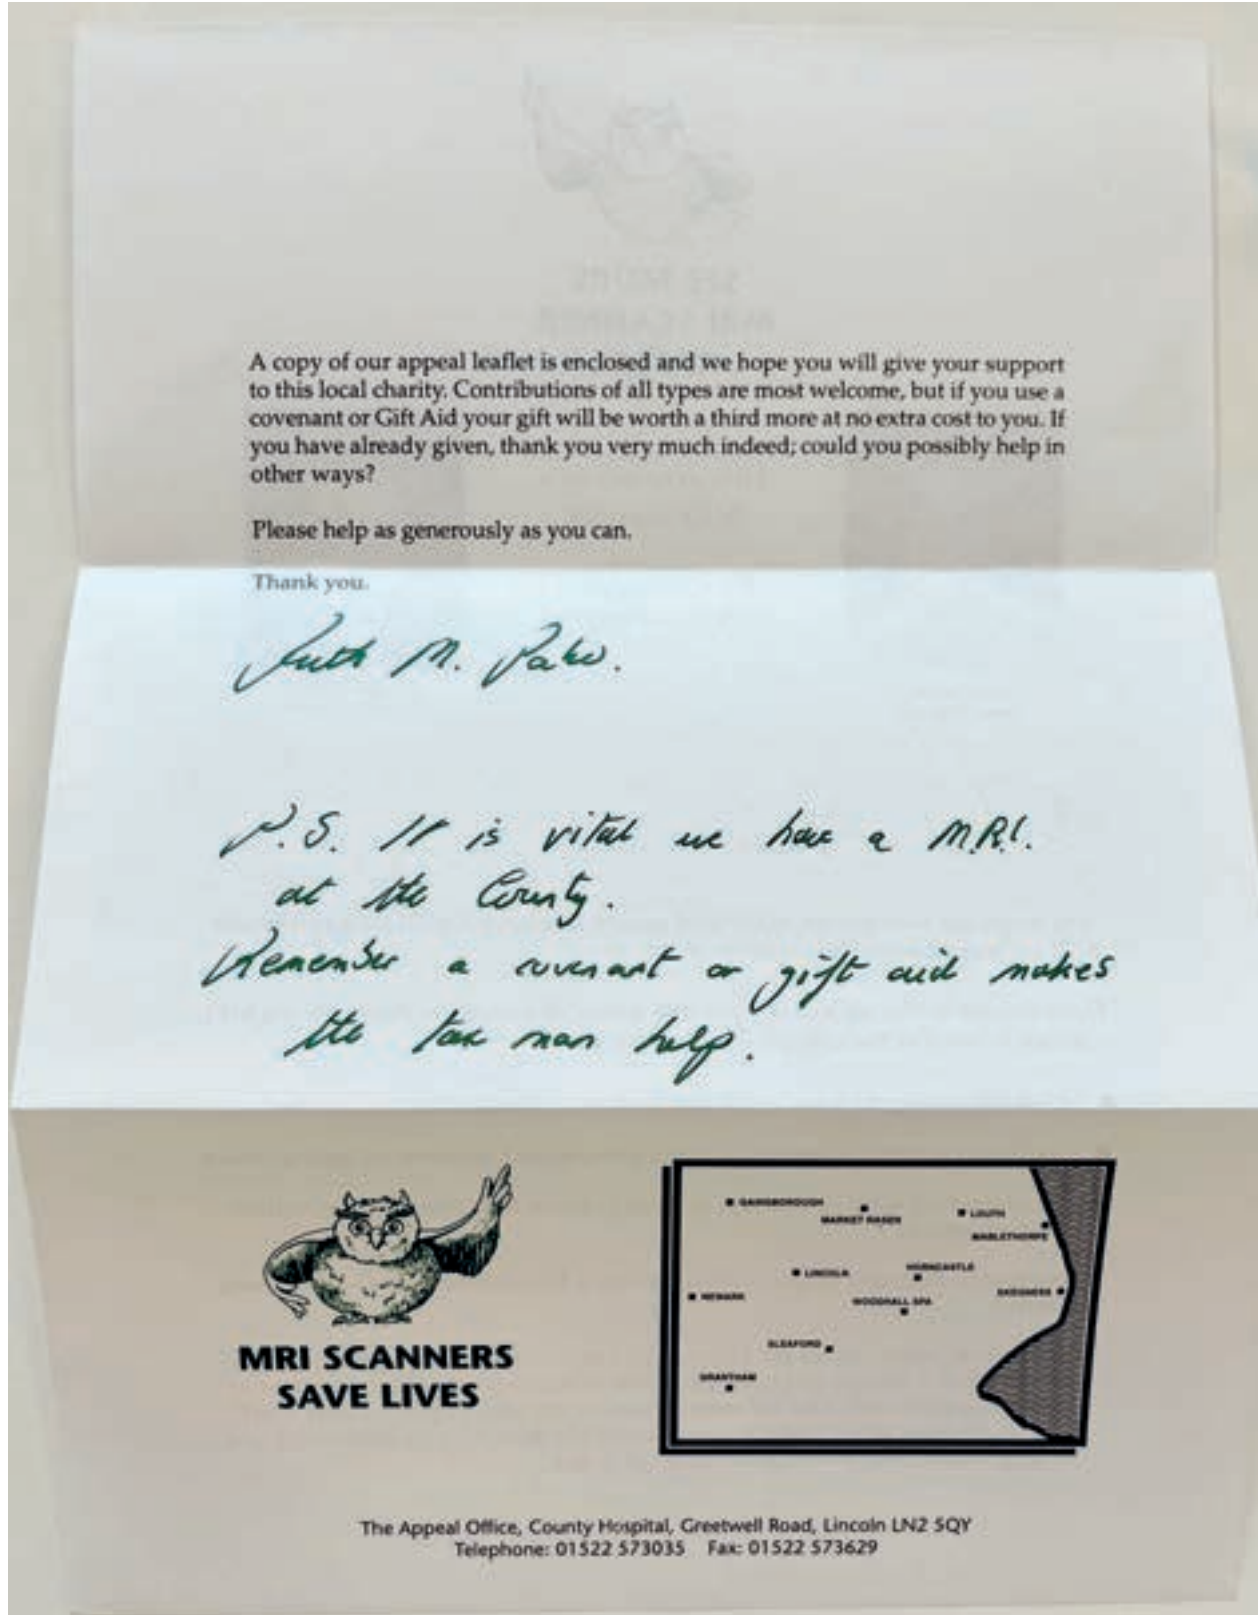 A copy of our appeal leaflet is enclosed and we hope you will give your support
to this local charity. Contributions of all types are most welcome, but if you use a
covenant or Gift Aid your gift will be worth a third more at no extra cost to you. If
you have already given, thank you very much indeed; could you possibly help in
other ways?
Please help as generously as you can.
Thank you.
M.
P.S. It is vital we have a M.R.I.
at the County.
Remember a covenant or gift aid makes
the tax man help.
MRI SCANNERS
SAVE LIVES
GAINSBOROUGH
MARKET RASEN
LOUTH
MABLETHORPE
LINCOLN
HORNCASTLE
NEWARK
WOODHALL SPA
SKEGNESS
SLEAFORD
GRANTHAM
The Appeal Office, County Hospital, Greetwell Road, Lincoln LN2 5QY
Telephone: 01522 573035 Fax: 01522 573629